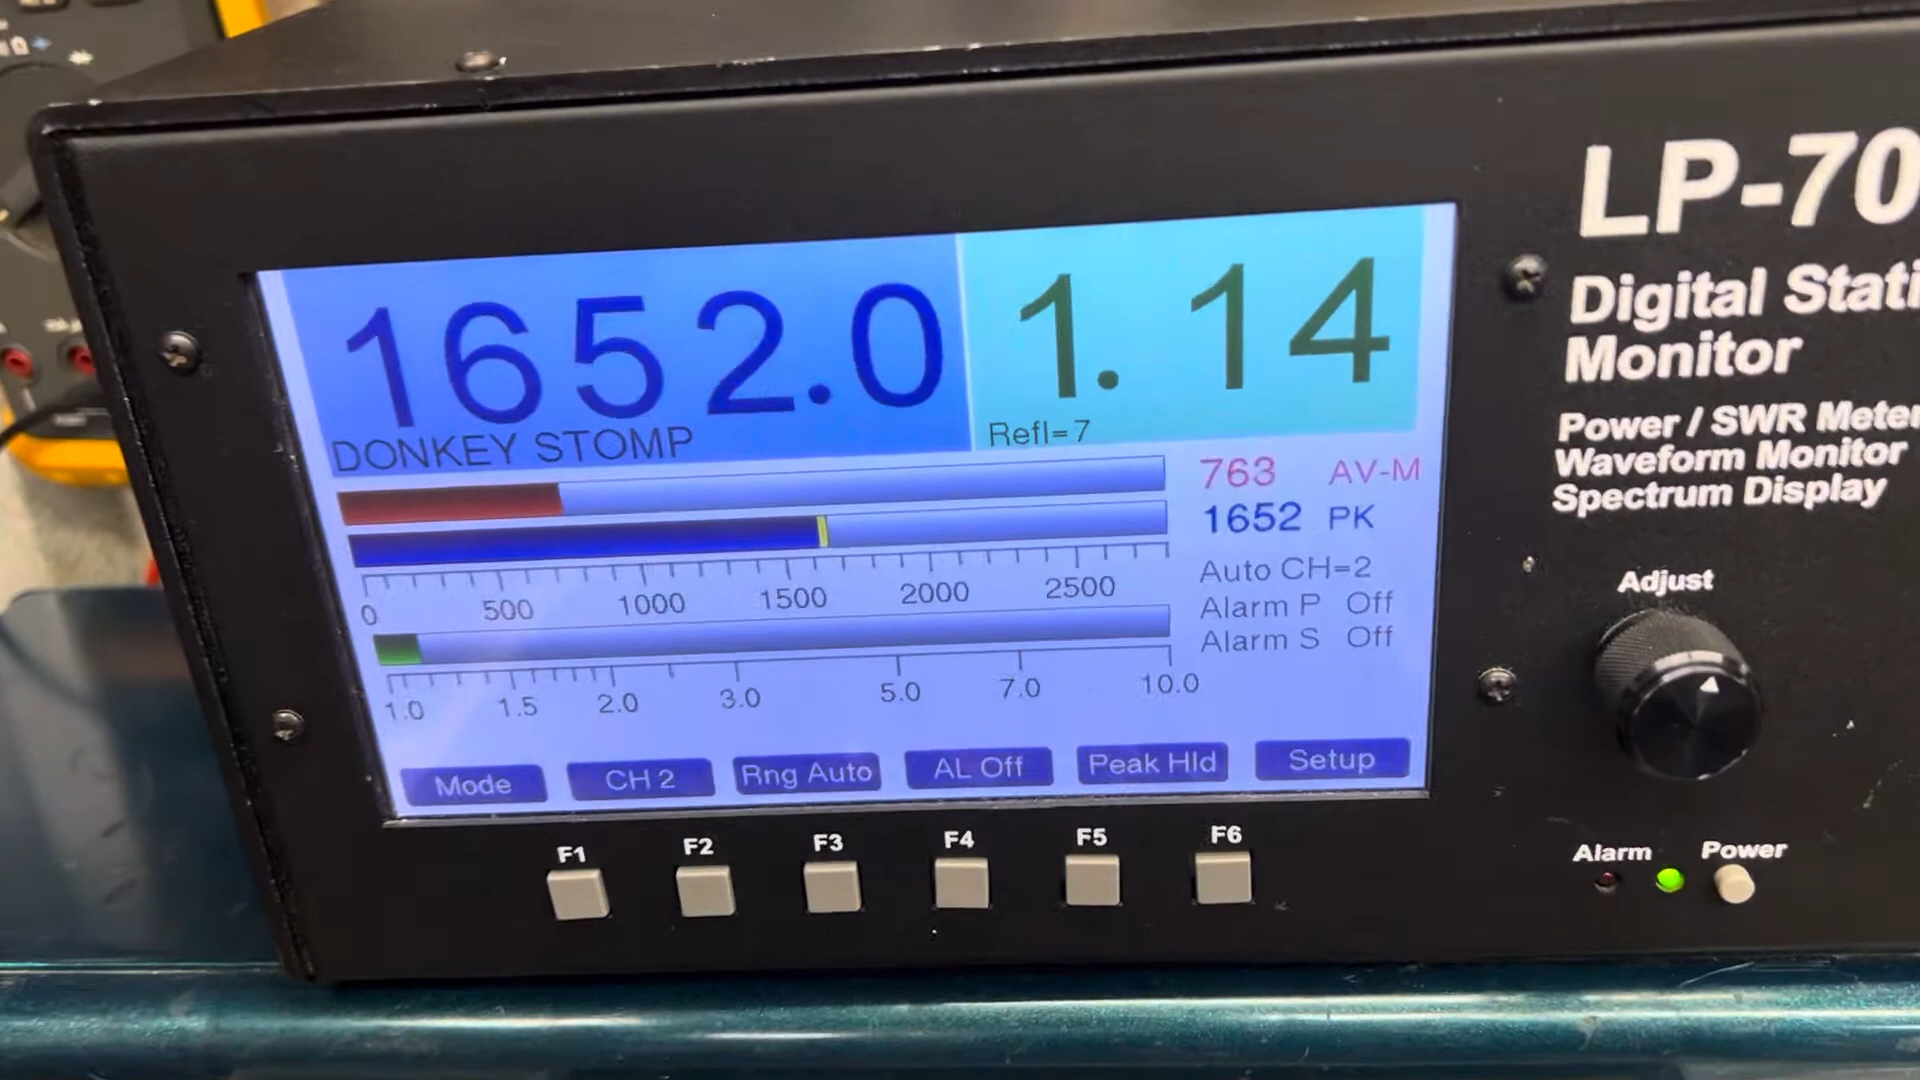 1652.0
1.14
DONKEY STOMP
Refl=7
763 AV-M
1652 PK
0 500 1000 1500 2000 2500
Auto CH=2
Alarm P Off
Alarm S Off
1.0 1.5 2.0 3.0 5.0 7.0 10.0
Mode
CH 2
Rng Auto
AL Off
Peak Hld
Setup
F1
F2
F3
F4
F5
F6
LP-70
Digital Stati
Monitor
Power / SWR Meter
Waveform Monitor
Spectrum Display
Adjust
Alarm
Power